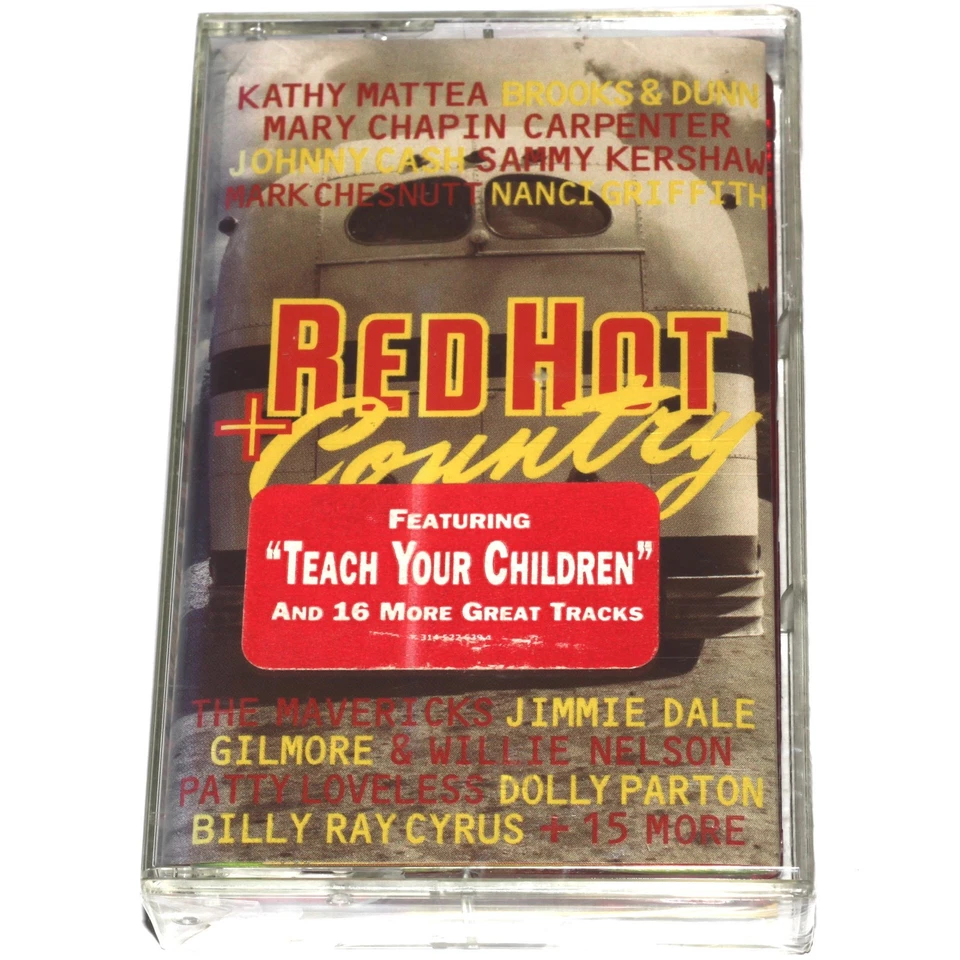 KATHY MATTEA BROOKS & DUNN
MARY CHAPIN CARPENTER
JOHNNY CASH SAMMY KERSHAW
MARK CHESNUTT NANCI GRIFFITH
RED HOT
+ Country
FEATURING
"TEACH YOUR CHILDREN"
AND 16 MORE GREAT TRACKS
THE MAVERICKS JIMMIE DALE
GILMORE & WILLIE NELSON
PATTY LOVELESS DOLLY PARTON
BILLY RAY CYRUS + 15 MORE